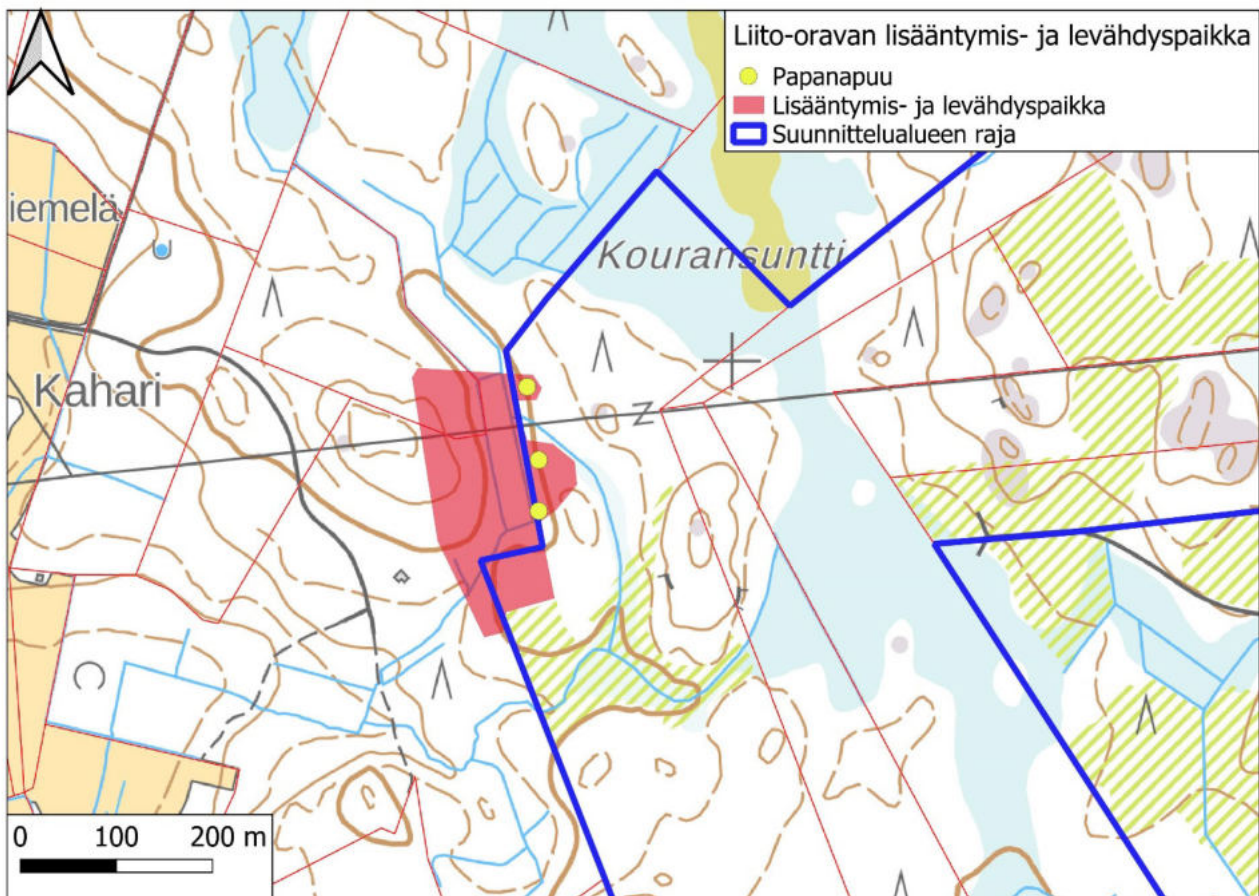 Liito-oravan lisääntymis- ja levähdyspaikka
Papanapuu
Lisääntymis- ja levähdyspaikka
Suunnittelualueen raja
iemelä
Kouransuntti
Kahari
Z
0 100 200 m